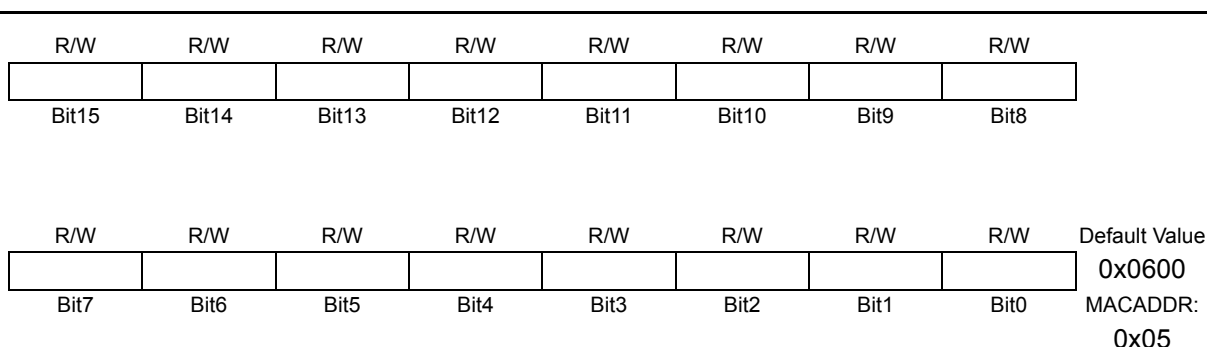 R/W R/W R/W R/W R/W R/W R/W R/W
Bit15 Bit14 Bit13 Bit12 Bit11 Bit10 Bit9 Bit8
R/W R/W R/W R/W R/W R/W R/W R/W Default Value
0x0600
Bit7 Bit6 Bit5 Bit4 Bit3 Bit2 Bit1 Bit0 MACADDR:
0x05